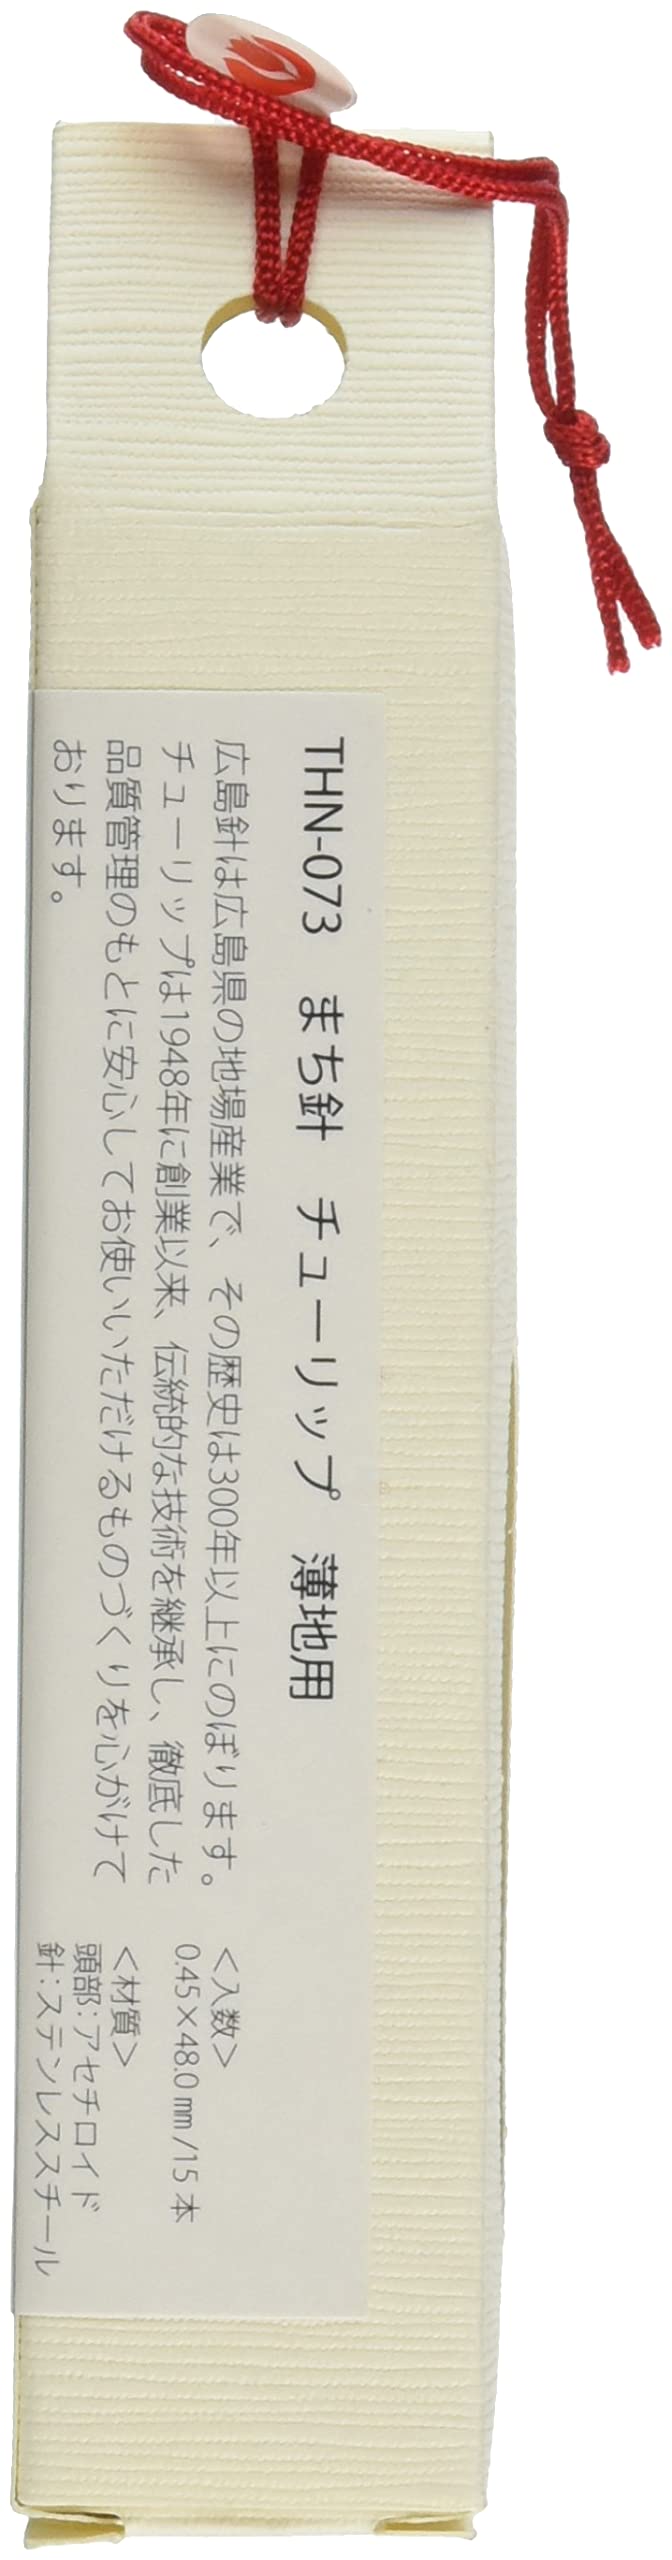 THN-073　まち針　チューリップ　薄地用
広島針は広島県の地場産業で、その歴史は300年以上にのぼります。
チューリップは1948年に創業以来、伝統的な技術を継承し、徹底した
品質管理のもとに安心してお使いいただけるものづくりを心がけて
おります。
＜入数＞
0.45×48.0㎜/15本
＜材質＞
頭部：アセチロイド
針：ステンレススチール